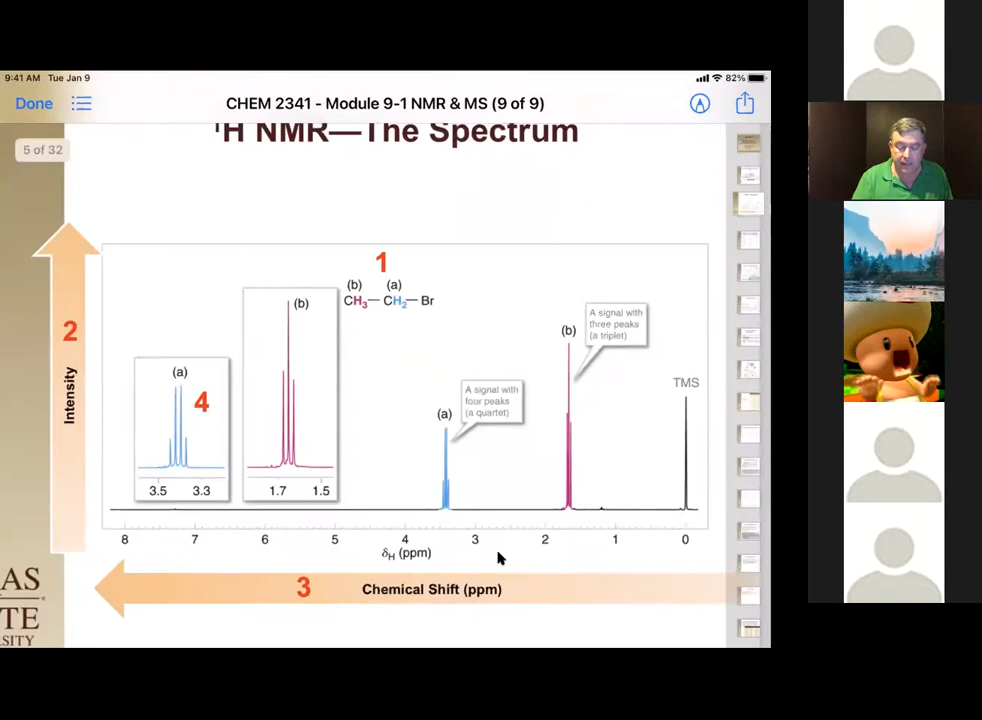 9:41 AM Tue Jan 9
82%
Done
CHEM 2341 - Module 9-1 NMR & MS (9 of 9)
5 of 32
¹H NMR—The Spectrum
1
(b) (a)
CH₃—CH₂—Br
2
Intensity
(a)
4
3.5 3.3
(b)
1.7 1.5
(a)
A signal with
four peaks
(a quartet)
(b)
A signal with
three peaks
(a triplet)
TMS
8 7 6 5 4 3 2 1 0
δH (ppm)
3
Chemical Shift (ppm)
AS
TE
RSITY